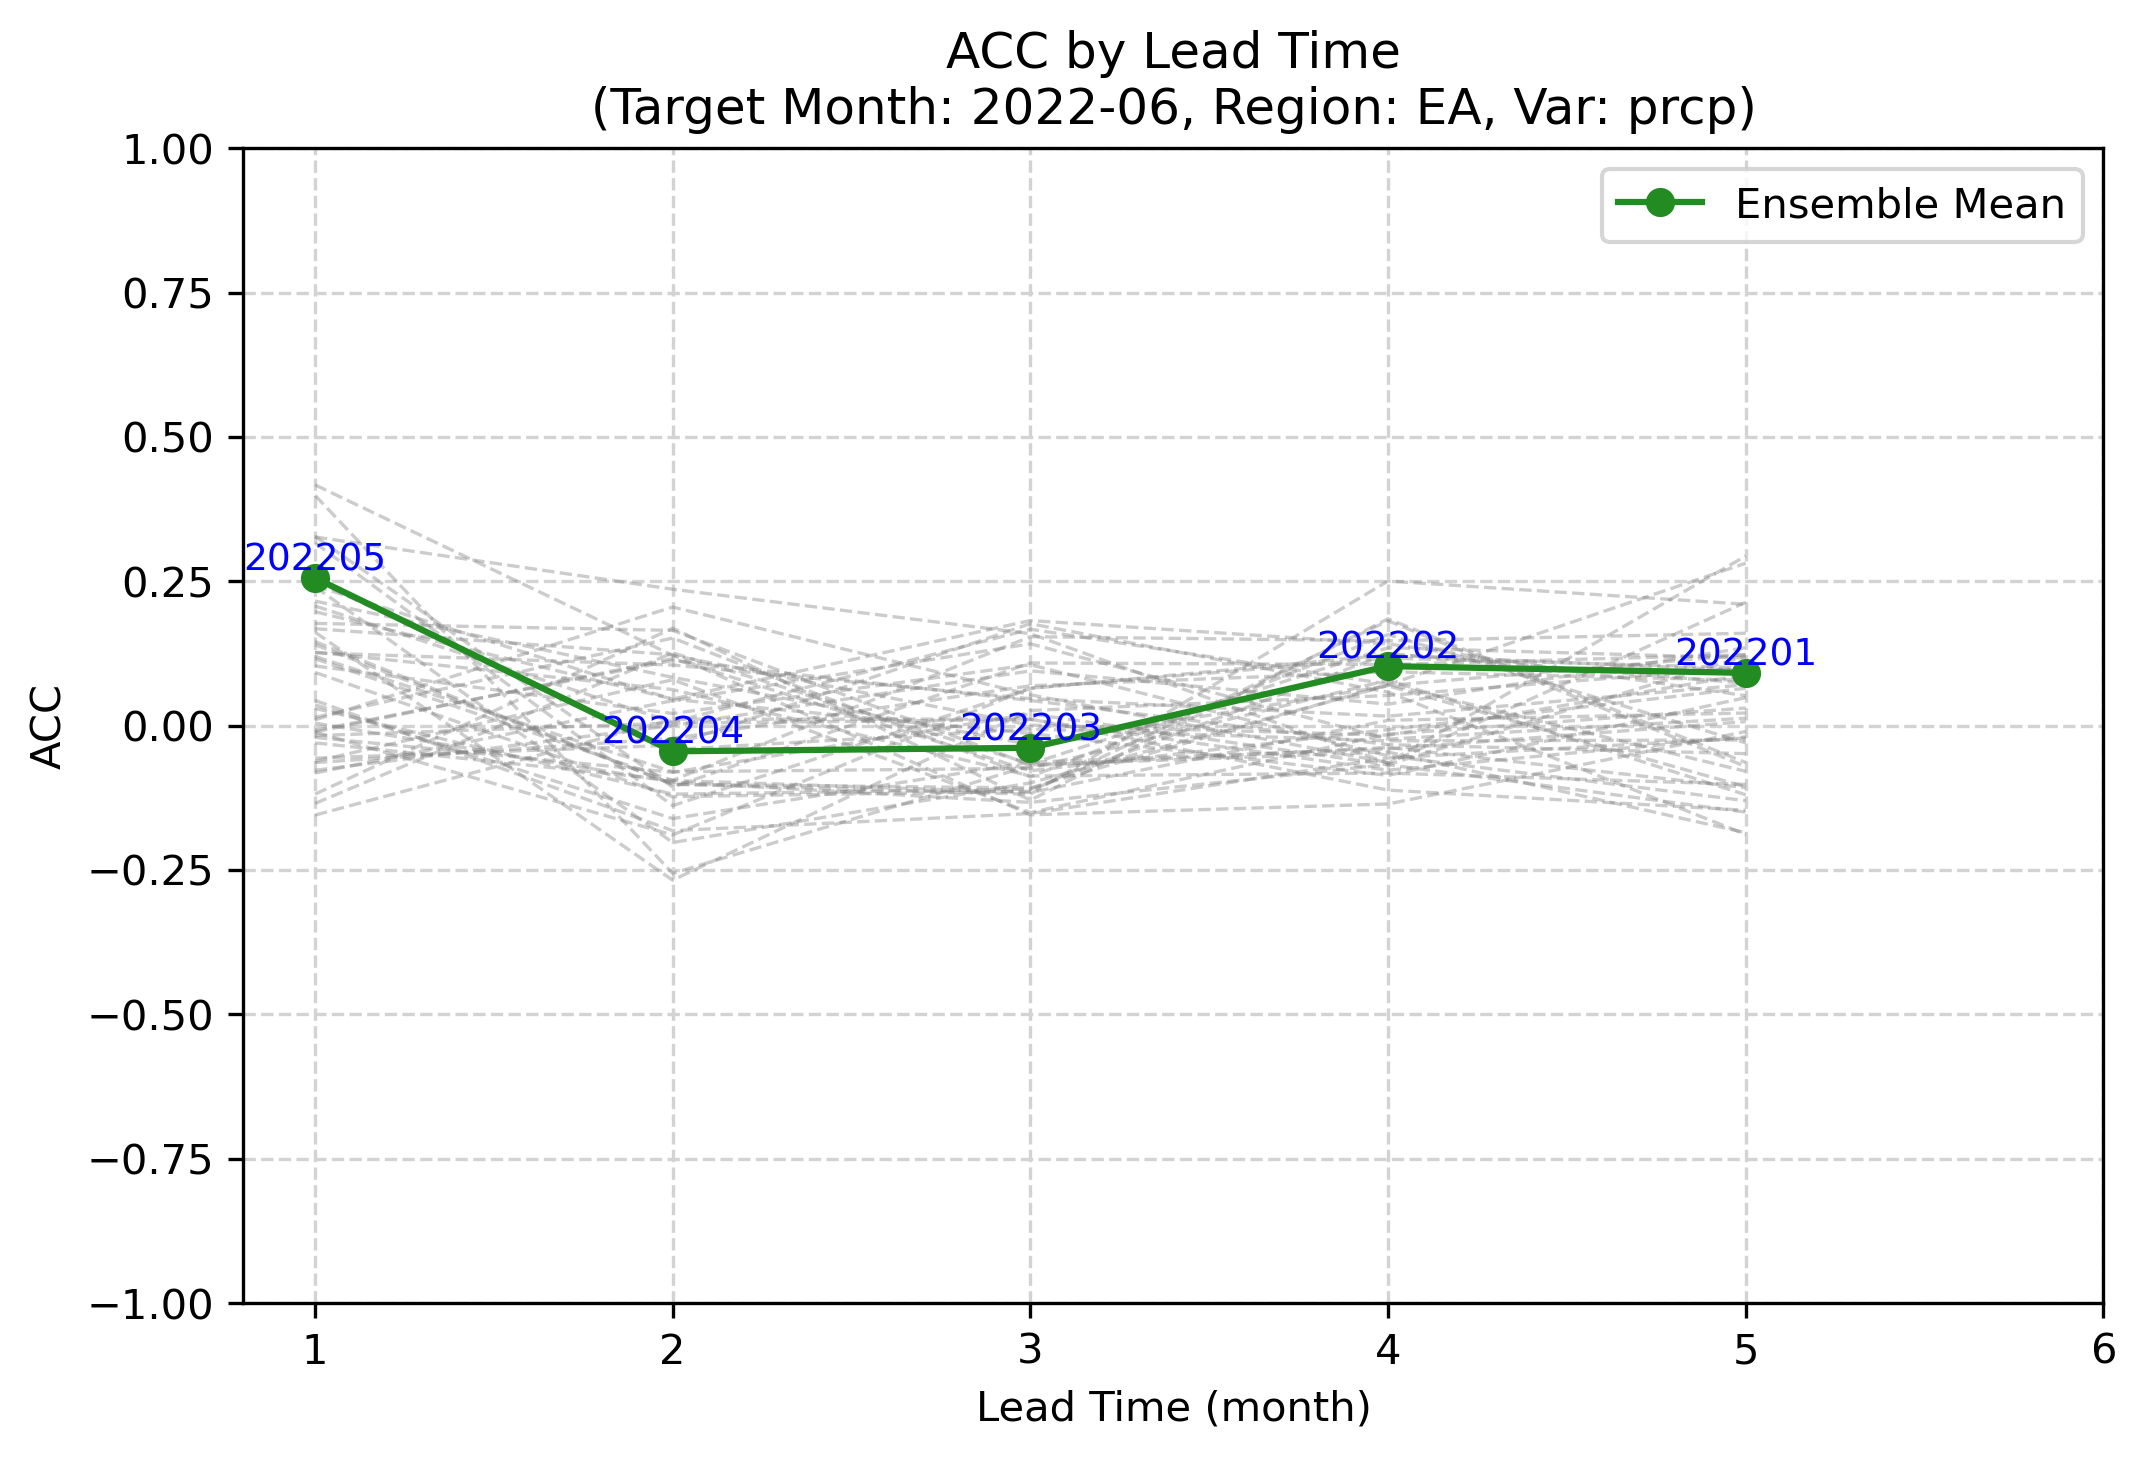 ACC by Lead Time
(Target Month: 2022-06, Region: EA, Var: prcp)
1.00
0.75
0.50
0.25
0.00
−0.25
−0.50
−0.75
−1.00
ACC
Ensemble Mean
202205
202204
202203
202202
202201
1 2 3 4 5 6
Lead Time (month)